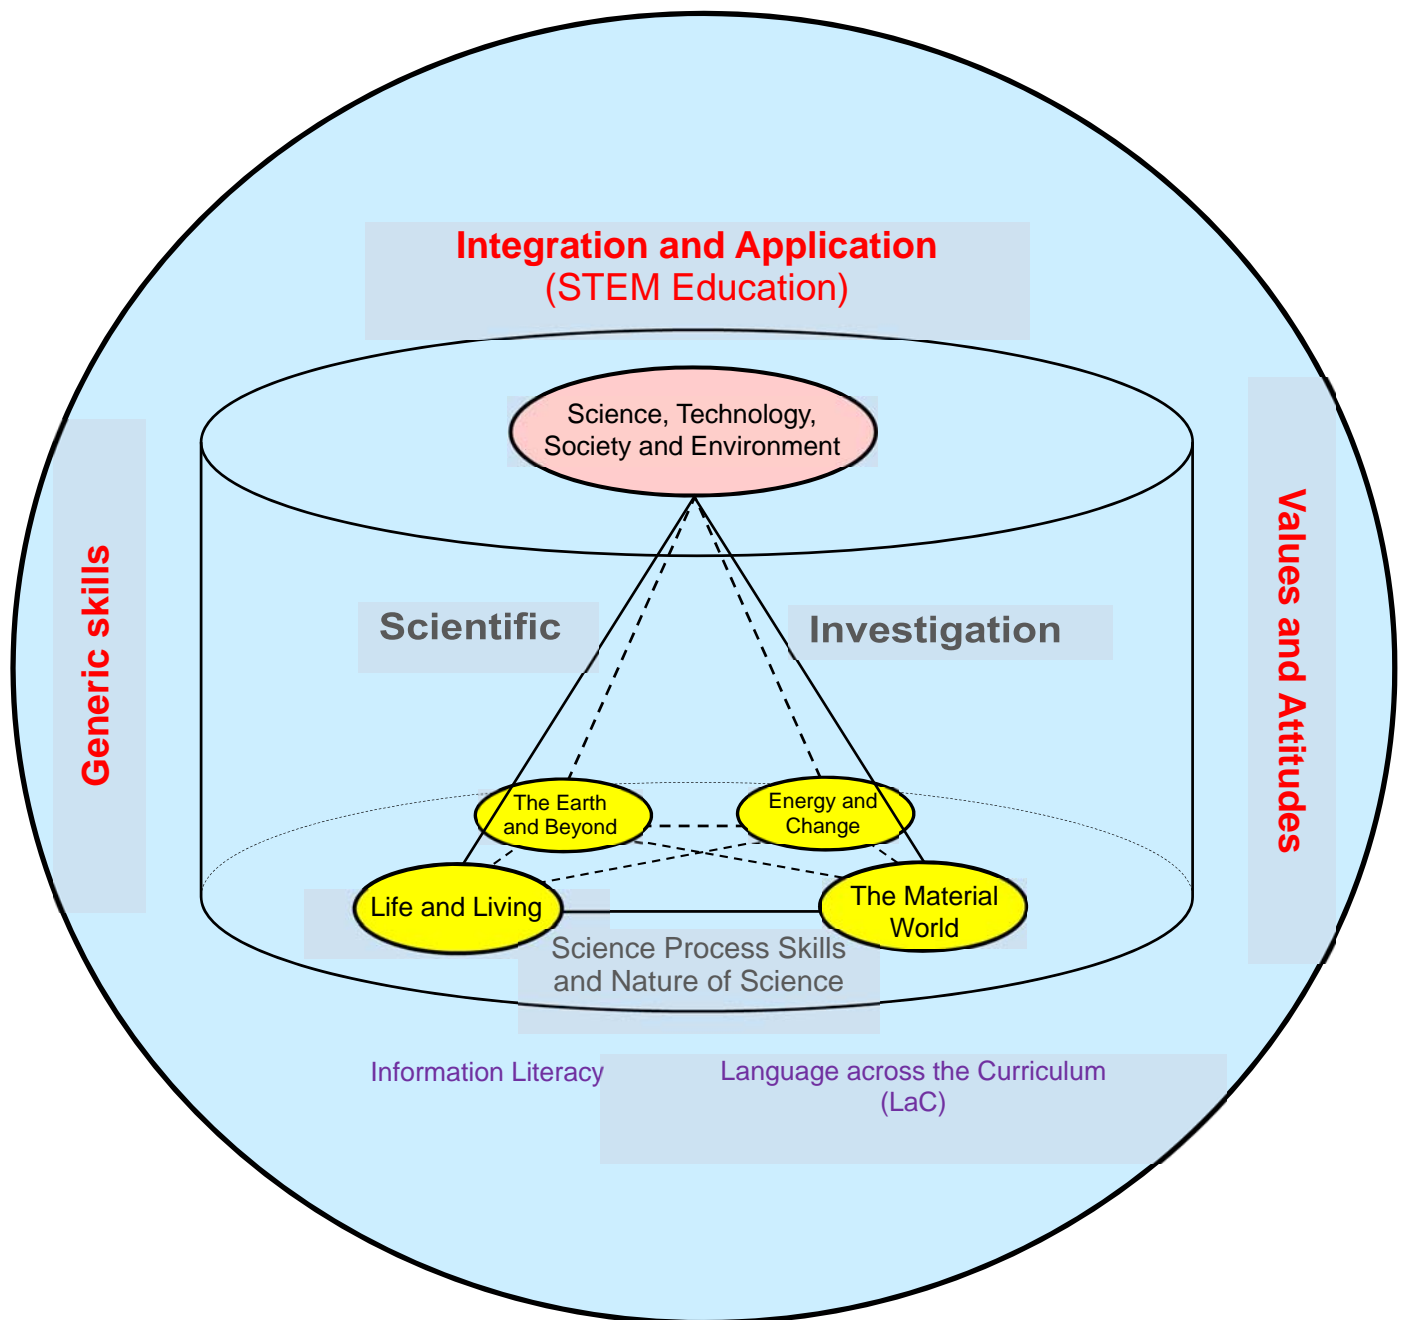 Integration and Application
(STEM Education)
Science, Technology,
Society and Environment
Generic skills
Values and Attitudes
Scientific
Investigation
The Earth
and Beyond
Energy and
Change
Life and Living
The Material
World
Science Process Skills
and Nature of Science
Information Literacy
Language across the Curriculum
(LaC)